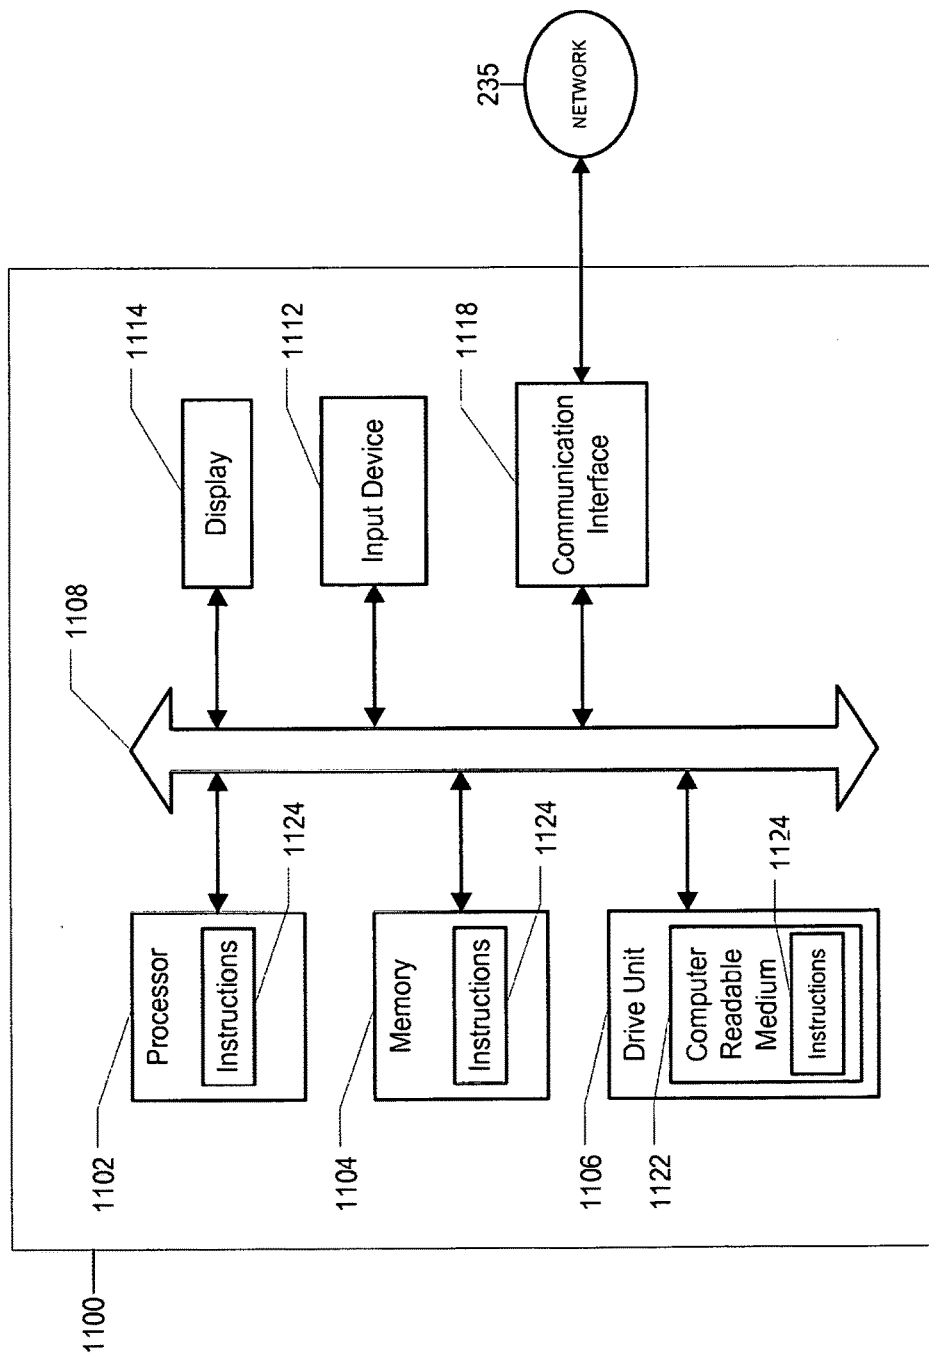 1100
1102
Processor
Instructions
1124
1104
Memory
Instructions
1124
1106
1122
Drive Unit
Computer
Readable
Medium
Instructions
1124
1108
Display
1114
Input Device
1112
Communication
Interface
1118
235
NETWORK